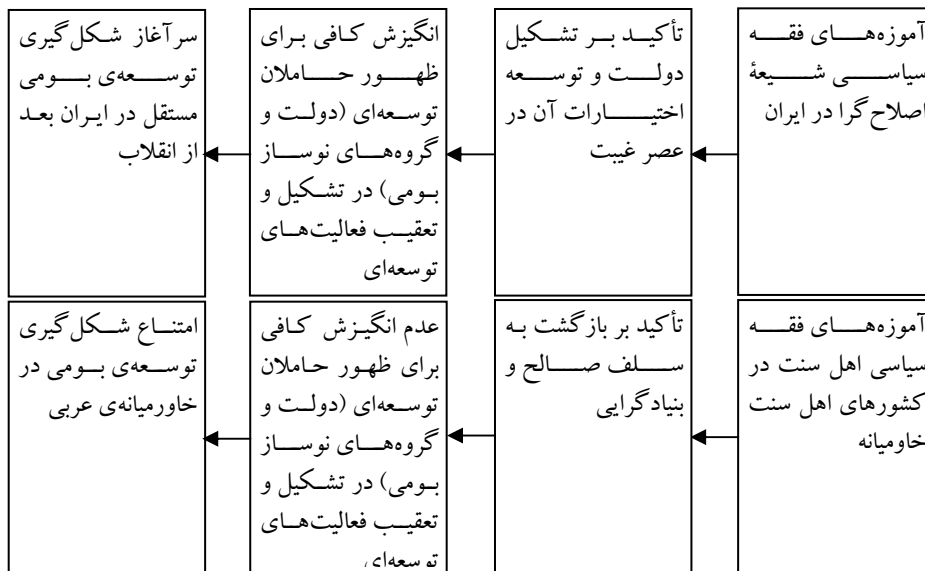 آموزه‌های فقه
سیاسی شیعهٔ
اصلاح‌گرا در ایران
تأکید بر تشکیل
دولت و توسعه
اختیارات آن در
عصر غیبت
انگیزش کافی برای
ظهور حاملان
توسعه‌ای (دولت و
گروه‌های نوساز
بومی) در تشکیل و
تعقیب فعالیت‌های
توسعه‌ای
سرآغاز شکل‌گیری
توسعه‌ی بومی
مستقل در ایران بعد
از انقلاب
آموزه‌های فقه
سیاسی اهل سنت در
کشورهای اهل سنت
خاومیانه
تأکید بر بازگشت به
سلف صالح و
بنیادگرایی
عدم انگیزش کافی
برای ظهور حاملان
توسعه‌ای (دولت و
گروه‌های نوساز
بومی) در تشکیل و
تعقیب فعالیت‌های
توسعه‌ای
امتناع شکل‌گیری
توسعه‌ی بومی در
خاورمیانه‌ی عربی